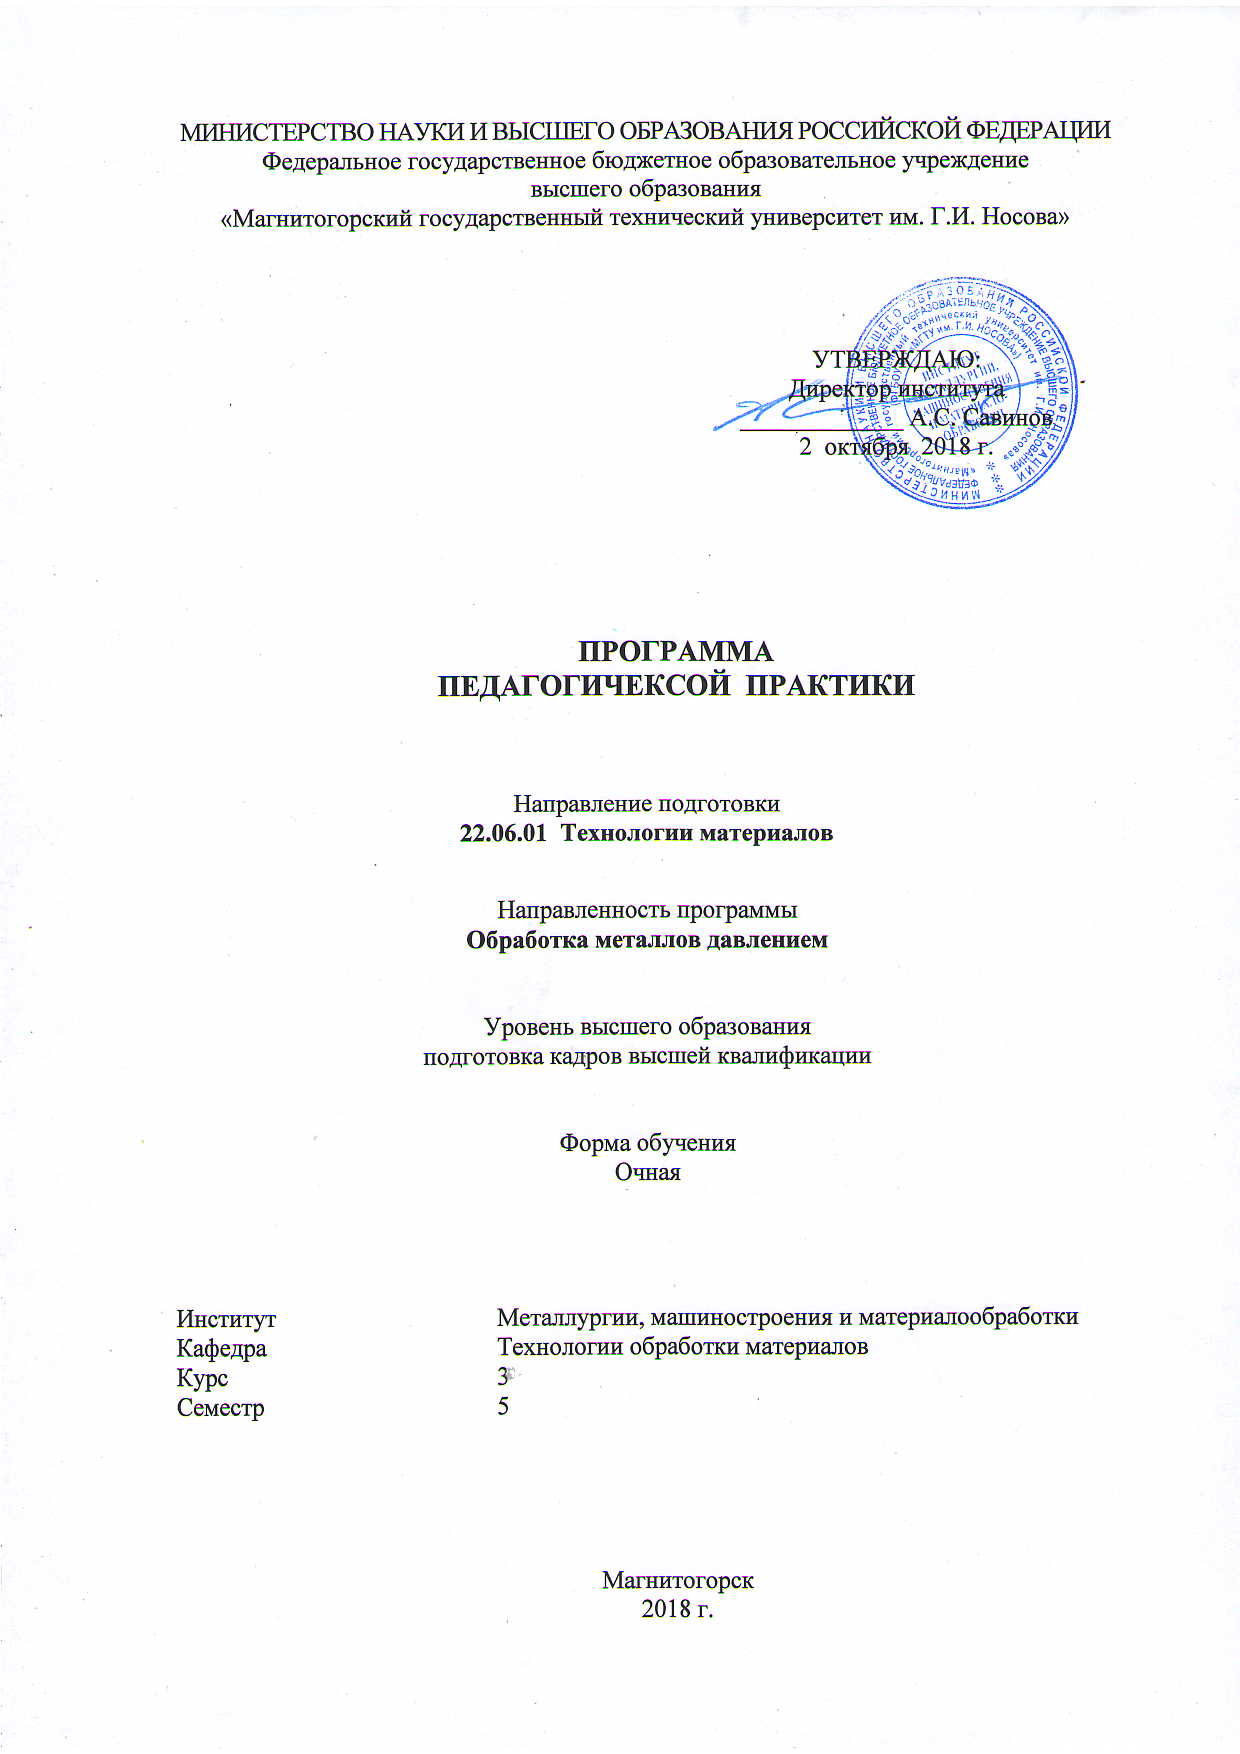 МИНИСТЕРСТВО НАУКИ И ВЫСШЕГО ОБРАЗОВАНИЯ РОССИЙСКОЙ ФЕДЕРАЦИИ
Федеральное государственное бюджетное образовательное учреждение
высшего образования
«Магнитогорский государственный технический университет им. Г.И. Носова»
УТВЕРЖДАЮ:
Директор института
А.С. Савинов
2 октября 2018 г.
ПРОГРАММА
ПЕДАГОГИЧЕКСОЙ ПРАКТИКИ
Направление подготовки
22.06.01 Технологии материалов
Направленность программы
Обработка металлов давлением
Уровень высшего образования
подготовка кадров высшей квалификации
Форма обучения
Очная
Институт Металлургии, машиностроения и материалообработки
Кафедра Технологии обработки материалов
Курс 3
Семестр 5
Магнитогорск
2018 г.